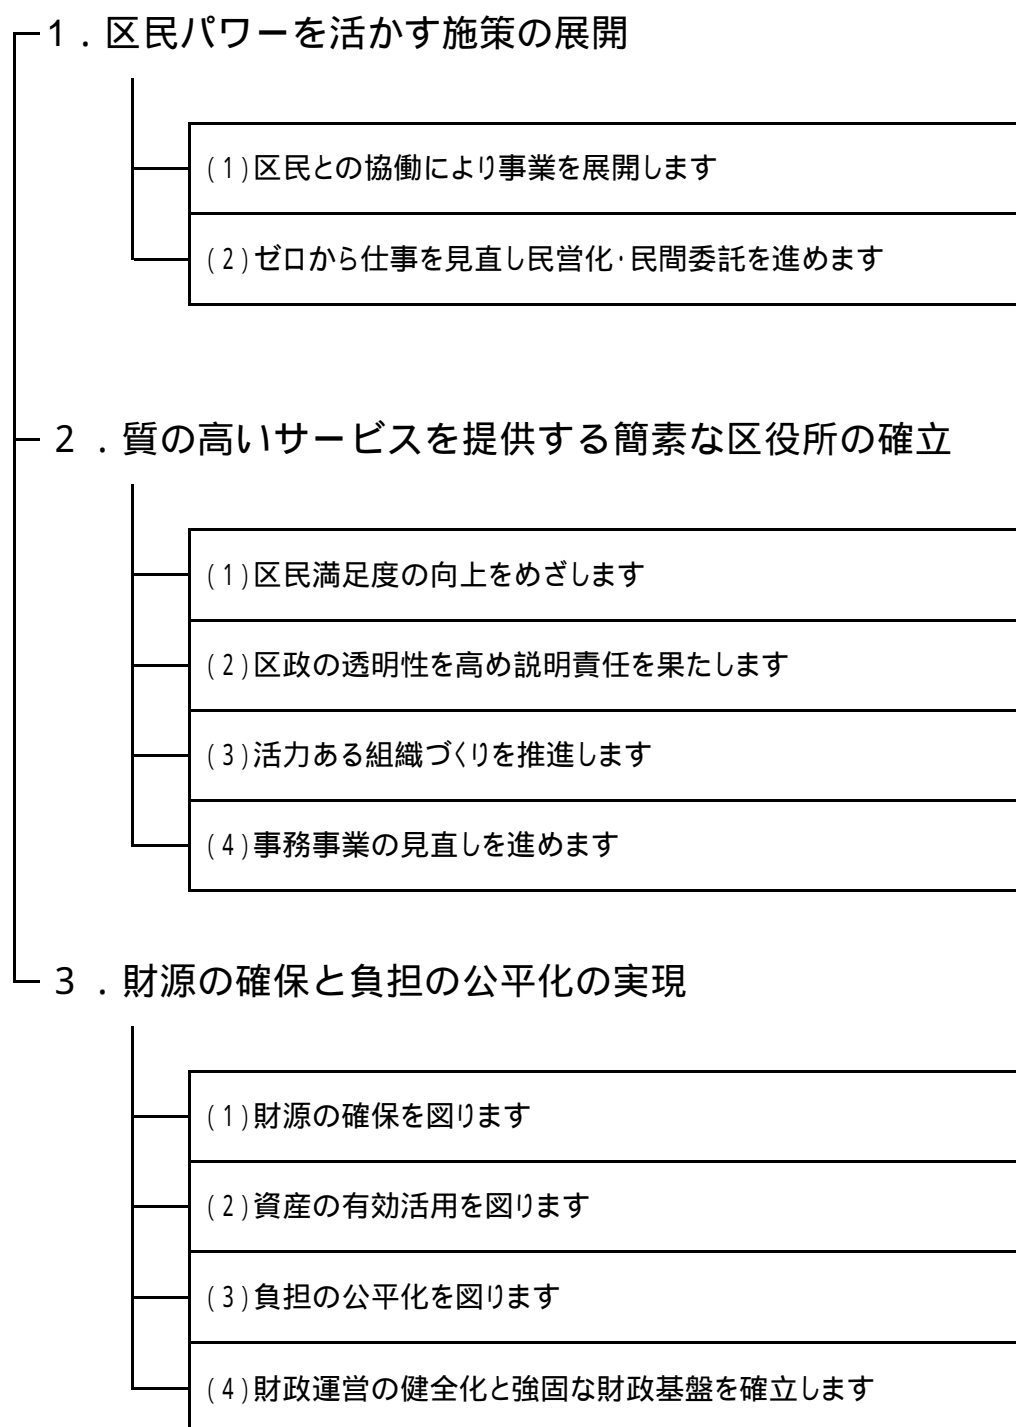 1．区民パワーを活かす施策の展開
(1)区民との協働により事業を展開します
(2)ゼロから仕事を見直し民営化・民間委託を進めます
2．質の高いサービスを提供する簡素な区役所の確立
(1)区民満足度の向上をめざします
(2)区政の透明性を高め説明責任を果たします
(3)活力ある組織づくりを推進します
(4)事務事業の見直しを進めます
3．財源の確保と負担の公平化の実現
(1)財源の確保を図ります
(2)資産の有効活用を図ります
(3)負担の公平化を図ります
(4)財政運営の健全化と強固な財政基盤を確立します